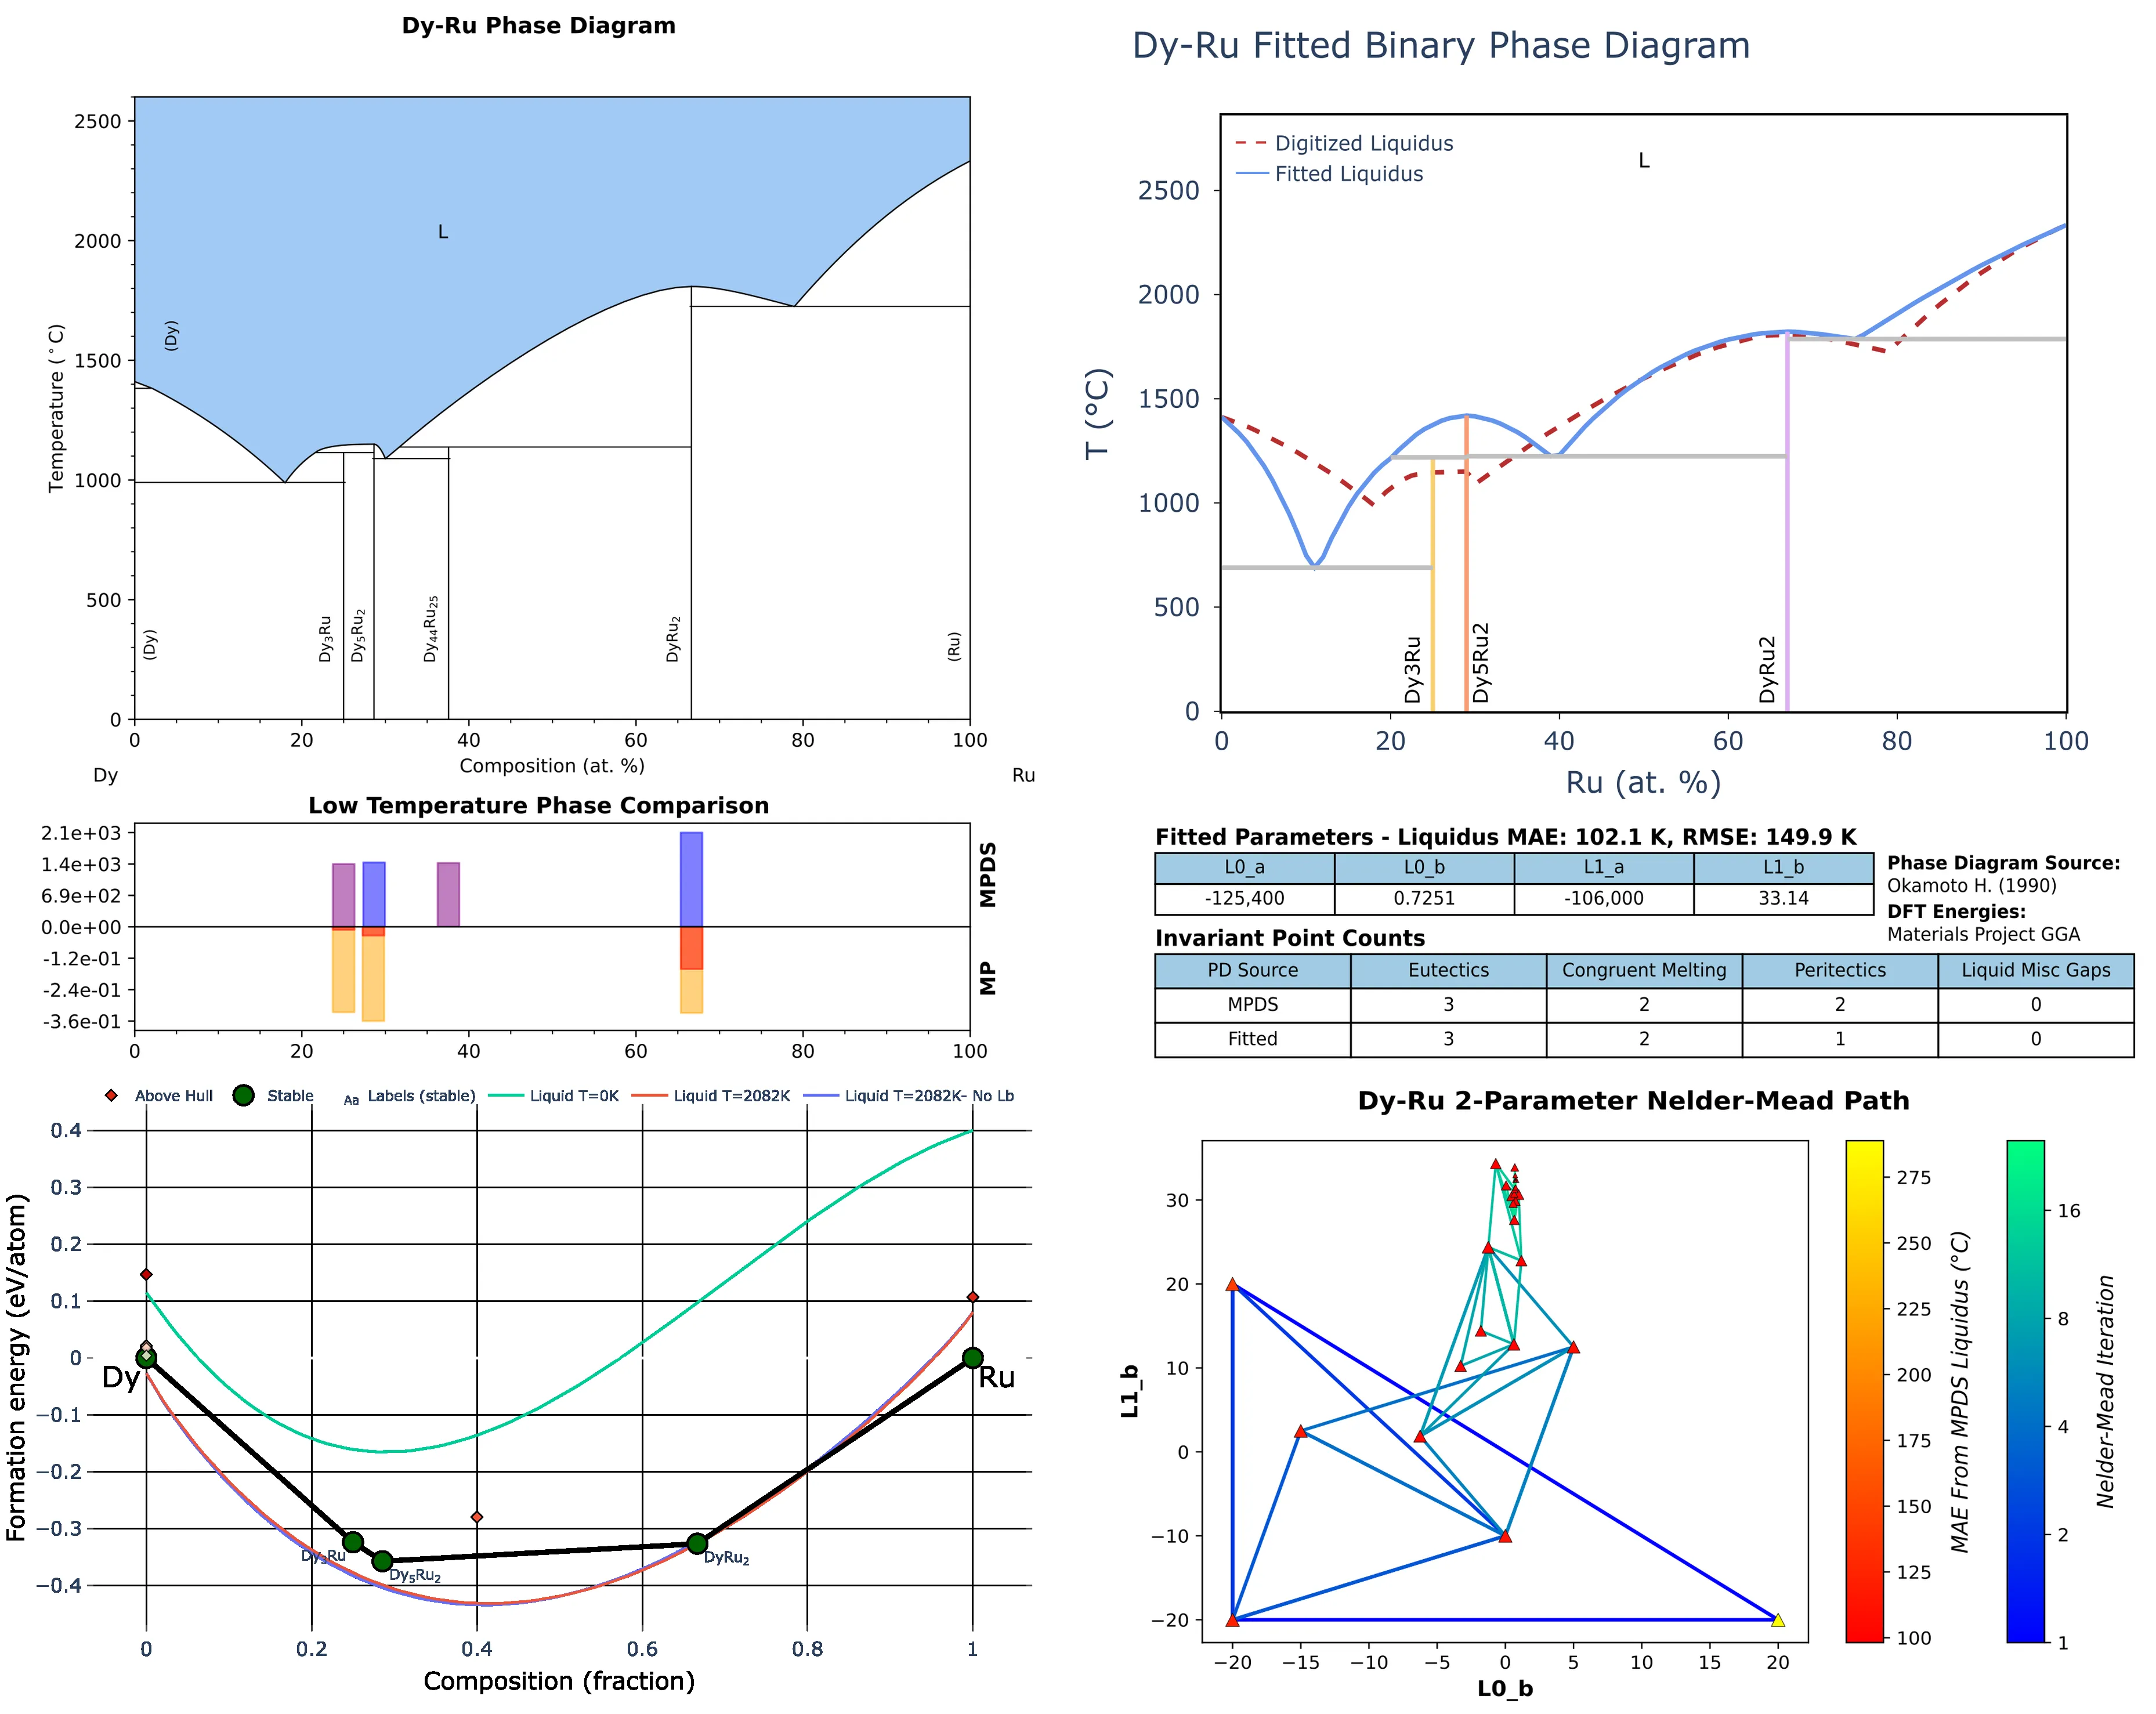 Dy-Ru Phase Diagram
2500
2000
1500
1000
500
0
Temperature (°C)
L
(Dy)
(Dy)
Dy3Ru
Dy5Ru2
Dy44Ru25
DyRu2
(Ru)
0 20 40 60 80 100
Composition (at. %)
Dy Ru
Dy-Ru Fitted Binary Phase Diagram
Digitized Liquidus
Fitted Liquidus
L
2500
2000
1500
1000
500
0
T (°C)
Dy3Ru
Dy5Ru2
DyRu2
0 20 40 60 80 100
Ru (at. %)
Low Temperature Phase Comparison
2.1e+03
1.4e+03
6.9e+02
0.0e+00
-1.2e-01
-2.4e-01
-3.6e-01
MPDS
MP
0 20 40 60 80 100
Fitted Parameters - Liquidus MAE: 102.1 K, RMSE: 149.9 K
L0_a L0_b L1_a L1_b
-125,400 0.7251 -106,000 33.14
Phase Diagram Source:
Okamoto H. (1990)
DFT Energies:
Materials Project GGA
Invariant Point Counts
PD Source Eutectics Congruent Melting Peritectics Liquid Misc Gaps
MPDS 3 2 2 0
Fitted 3 2 1 0
Above Hull Stable Aa Labels (stable) Liquid T=0K Liquid T=2082K Liquid T=2082K- No Lb
0.4
0.3
0.2
0.1
0
−0.1
−0.2
−0.3
−0.4
Formation energy (eV/atom)
Dy
Ru
Dy3Ru
Dy5Ru2
DyRu2
0 0.2 0.4 0.6 0.8 1
Composition (fraction)
Dy-Ru 2-Parameter Nelder-Mead Path
30
20
10
0
−10
−20
L1_b
−20 −15 −10 −5 0 5 10 15 20
L0_b
275
250
225
200
175
150
125
100
MAE From MPDS Liquidus (°C)
16
8
4
2
1
Nelder-Mead Iteration